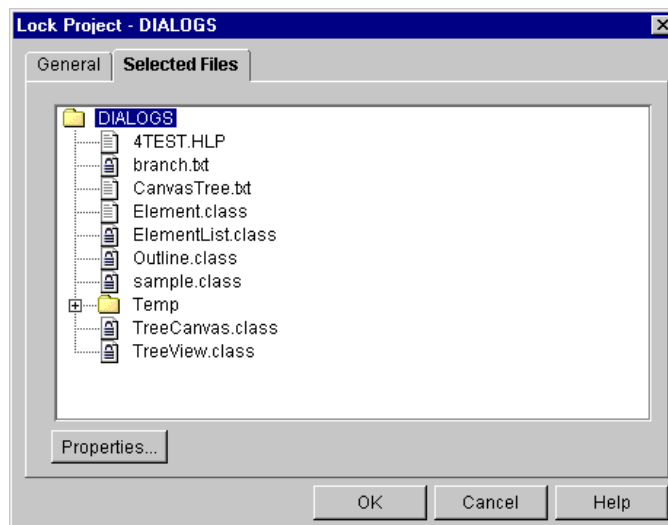 Lock Project - DIALOGS
General Selected Files
DIALOGS
4TEST.HLP
branch.txt
CanvasTree.txt
Element.class
ElementList.class
Outline.class
sample.class
Temp
TreeCanvas.class
TreeView.class
Properties...
OK Cancel Help